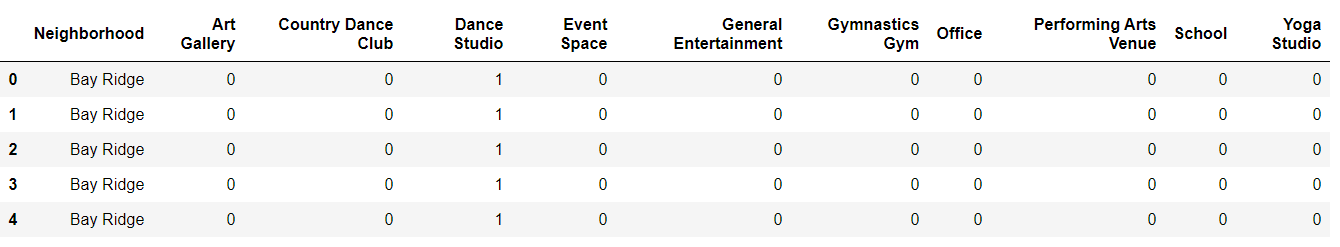 Neighborhood Art Gallery Country Dance Club Dance Studio Event Space General Entertainment Gymnastics Gym Office Performing Arts Venue School Yoga Studio
0 Bay Ridge 0 0 1 0 0 0 0 0 0 0
1 Bay Ridge 0 0 1 0 0 0 0 0 0 0
2 Bay Ridge 0 0 1 0 0 0 0 0 0 0
3 Bay Ridge 0 0 1 0 0 0 0 0 0 0
4 Bay Ridge 0 0 1 0 0 0 0 0 0 0